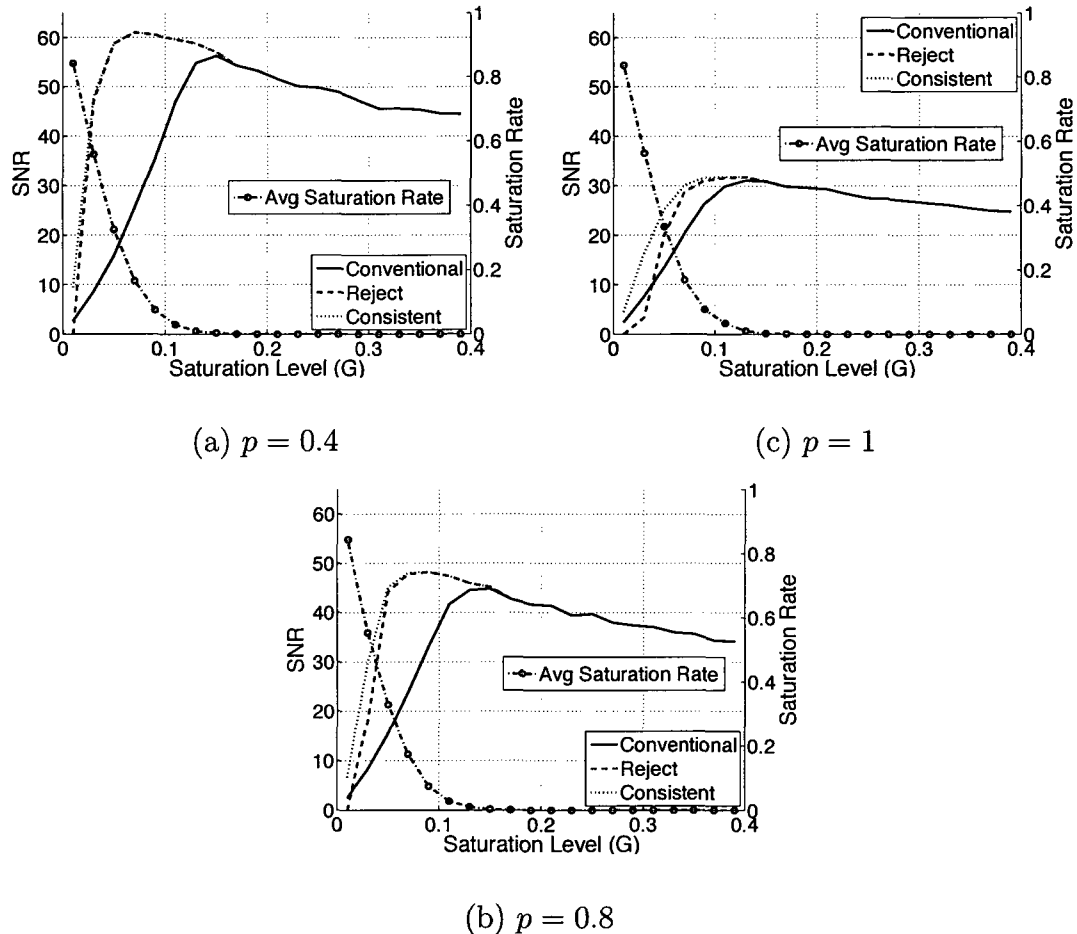 60
50
40
30
20
10
0
SNR
1
0.8
0.6
0.4
0.2
0
Saturation Rate
Avg Saturation Rate
Conventional
Reject
Consistent
0
0.1
0.2
0.3
0.4
Saturation Level (G)
(a) p = 0.4
60
50
40
30
20
10
0
SNR
1
0.8
0.6
0.4
0.2
0
Saturation Rate
Conventional
Reject
Consistent
Avg Saturation Rate
0
0.1
0.2
0.3
0.4
Saturation Level (G)
(c) p = 1
60
50
40
30
20
10
0
SNR
1
0.8
0.6
0.4
0.2
0
Saturation Rate
Avg Saturation Rate
Conventional
Reject
Consistent
0
0.1
0.2
0.3
0.4
Saturation Level (G)
(b) p = 0.8